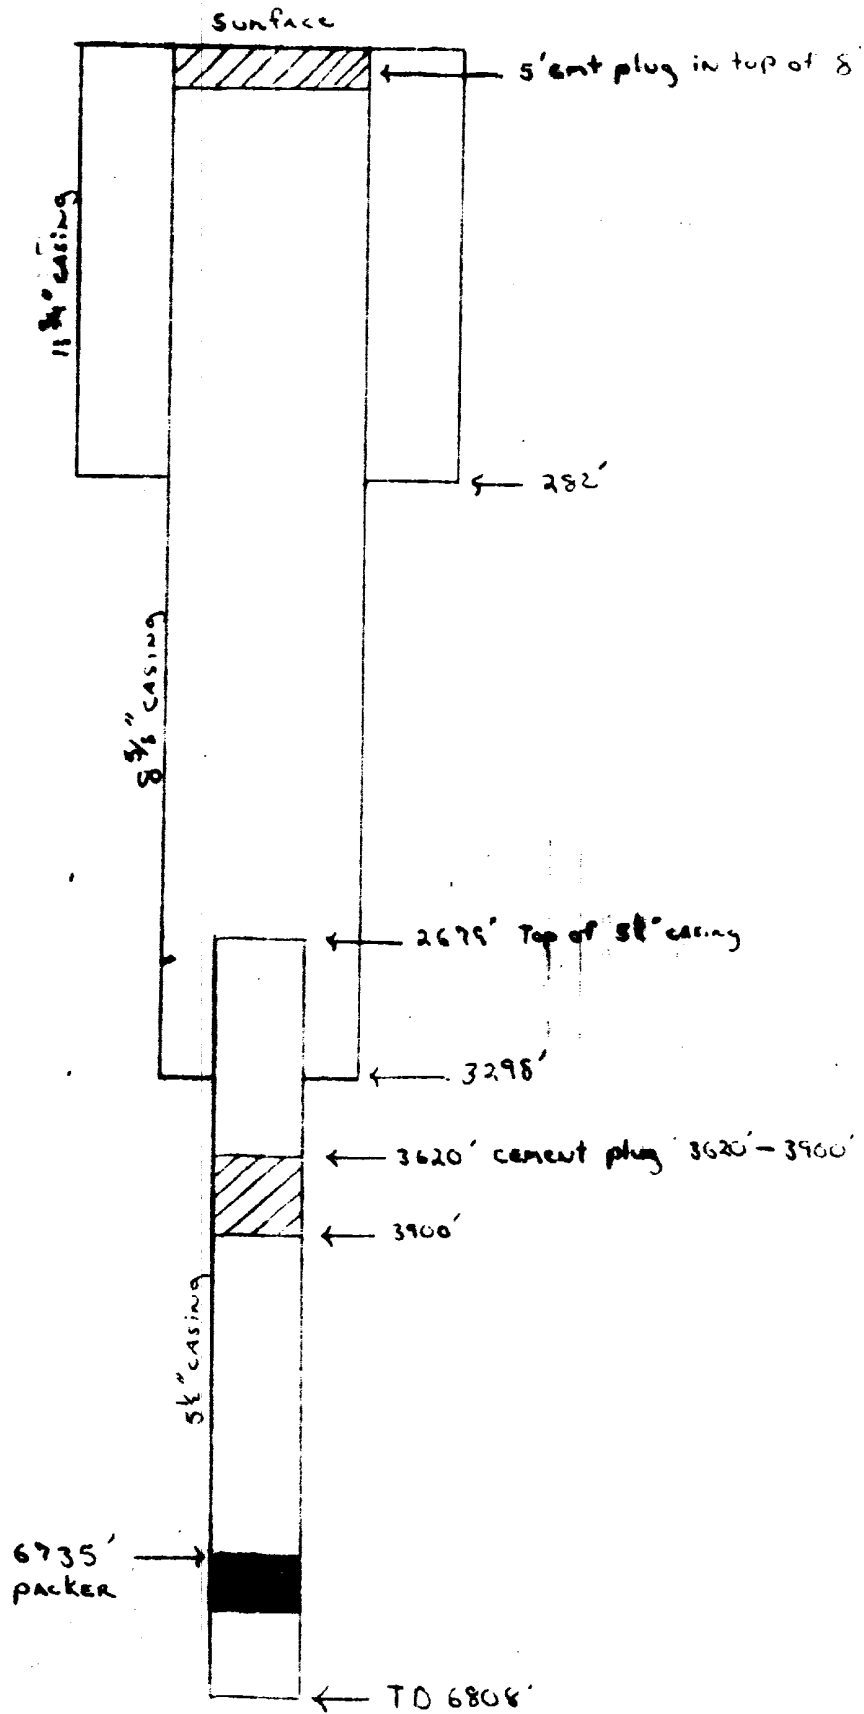 Surface
5' cmt plug in top of 8
11 3/4" CASING
282'
8 5/8" CASING
2679' Top of 5½" casing
3298'
3620' cement plug 3620' - 3900'
3900'
5½" CASING
6735'
PACKER
TD 6808'